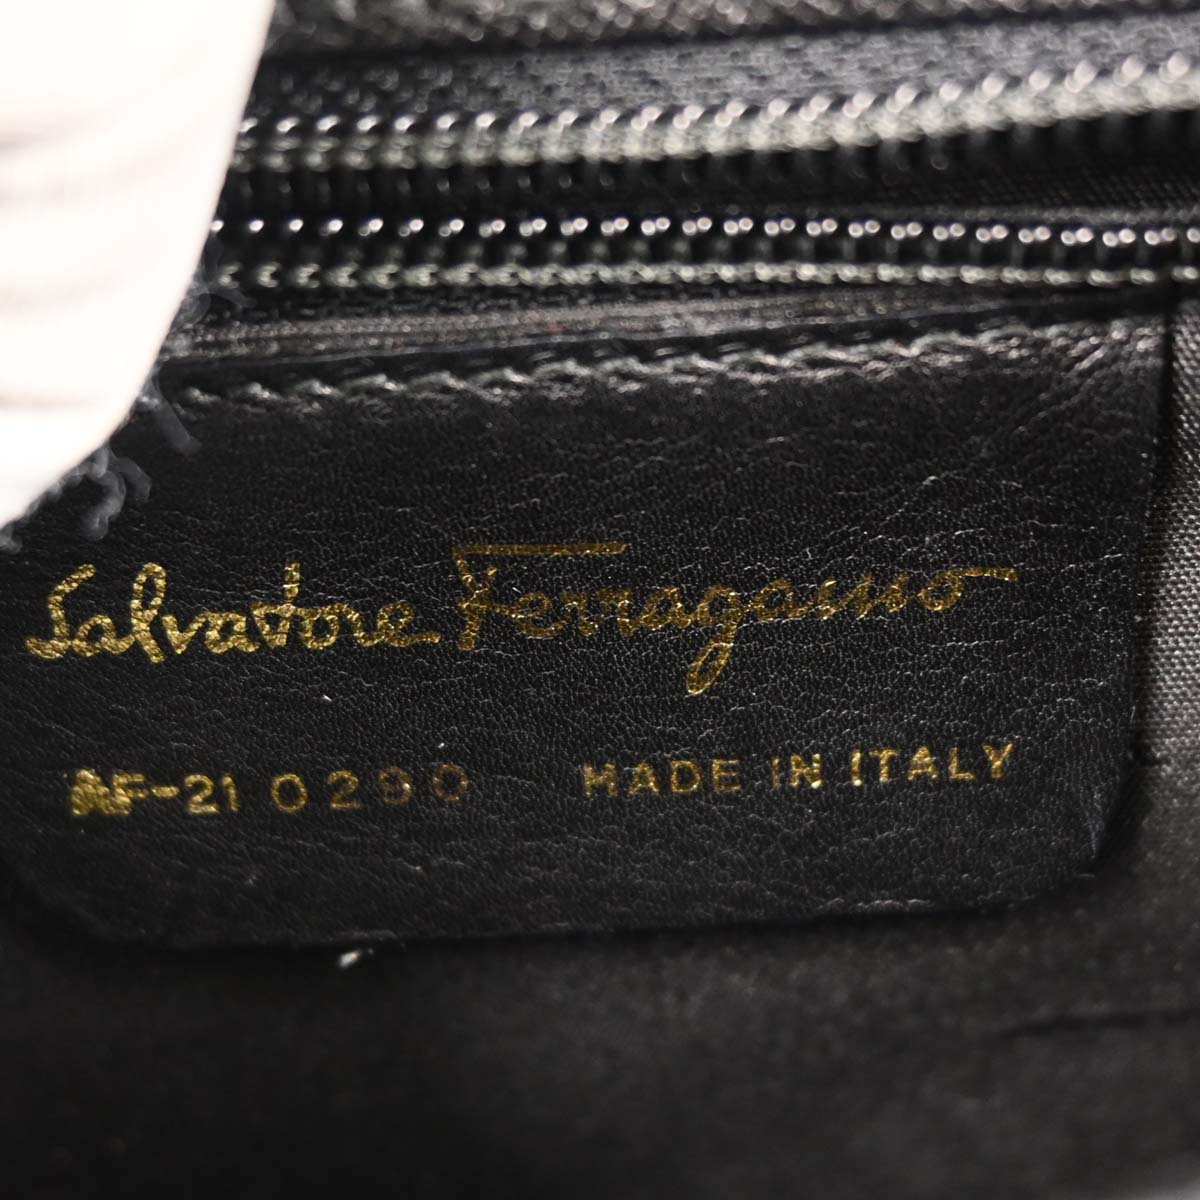 Salvatore Ferragamo
AF-21 0290 MADE IN ITALY